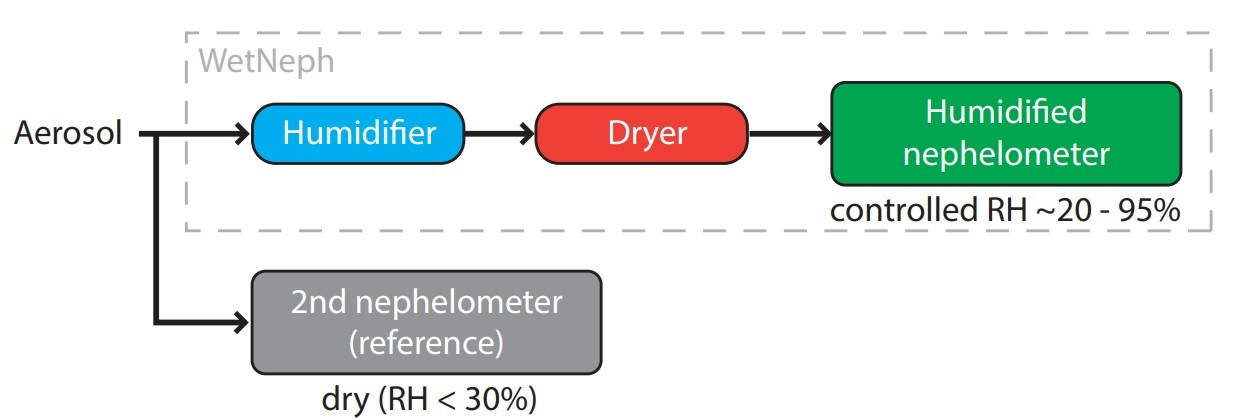 WetNeph
Aerosol
Humidifier
Dryer
Humidified
nephelometer
controlled RH ~20 - 95%
2nd nephelometer
(reference)
dry (RH < 30%)